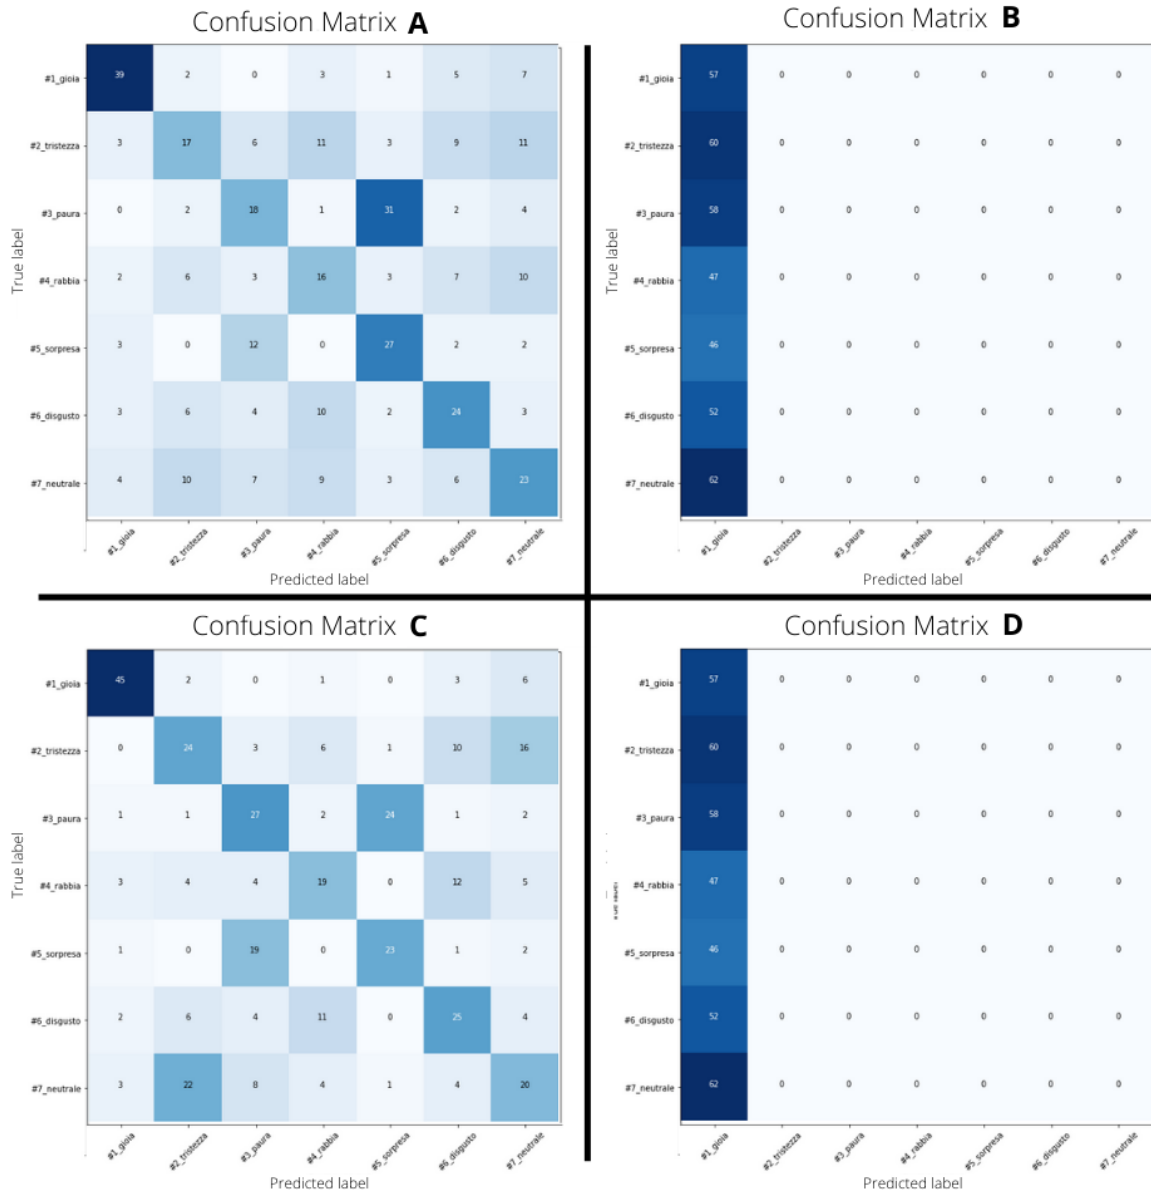 Confusion Matrix A
#1_gioia 39 2 0 3 1 5 7
#2_tristezza 3 17 6 11 3 9 11
#3_paura 0 2 18 1 31 2 4
#4_rabbia 2 6 3 16 3 7 10
#5_sorpresa 3 0 12 0 27 2 2
#6_disgusto 3 6 4 10 2 24 3
#7_neutrale 4 10 7 9 3 6 23
True label
#1_gioia #2_tristezza #3_paura #4_rabbia #5_sorpresa #6_disgusto #7_neutrale
Predicted label
Confusion Matrix B
#1_gioia 57 0 0 0 0 0 0
#2_tristezza 60 0 0 0 0 0 0
#3_paura 58 0 0 0 0 0 0
#4_rabbia 47 0 0 0 0 0 0
#5_sorpresa 46 0 0 0 0 0 0
#6_disgusto 52 0 0 0 0 0 0
#7_neutrale 62 0 0 0 0 0 0
True label
#1_gioia #2_tristezza #3_paura #4_rabbia #5_sorpresa #6_disgusto #7_neutrale
Predicted label
Confusion Matrix C
#1_gioia 45 2 0 1 0 3 6
#2_tristezza 0 24 3 6 1 10 16
#3_paura 1 1 27 2 24 1 2
#4_rabbia 3 4 4 19 0 12 5
#5_sorpresa 1 0 19 0 23 1 2
#6_disgusto 2 6 4 11 0 25 4
#7_neutrale 3 22 8 4 1 4 20
True label
#1_gioia #2_tristezza #3_paura #4_rabbia #5_sorpresa #6_disgusto #7_neutrale
Predicted label
Confusion Matrix D
#1_gioia 57 0 0 0 0 0 0
#2_tristezza 60 0 0 0 0 0 0
#3_paura 58 0 0 0 0 0 0
#4_rabbia 47 0 0 0 0 0 0
#5_sorpresa 46 0 0 0 0 0 0
#6_disgusto 52 0 0 0 0 0 0
#7_neutrale 62 0 0 0 0 0 0
#1_gioia #2_tristezza #3_paura #4_rabbia #5_sorpresa #6_disgusto #7_neutrale
Predicted label